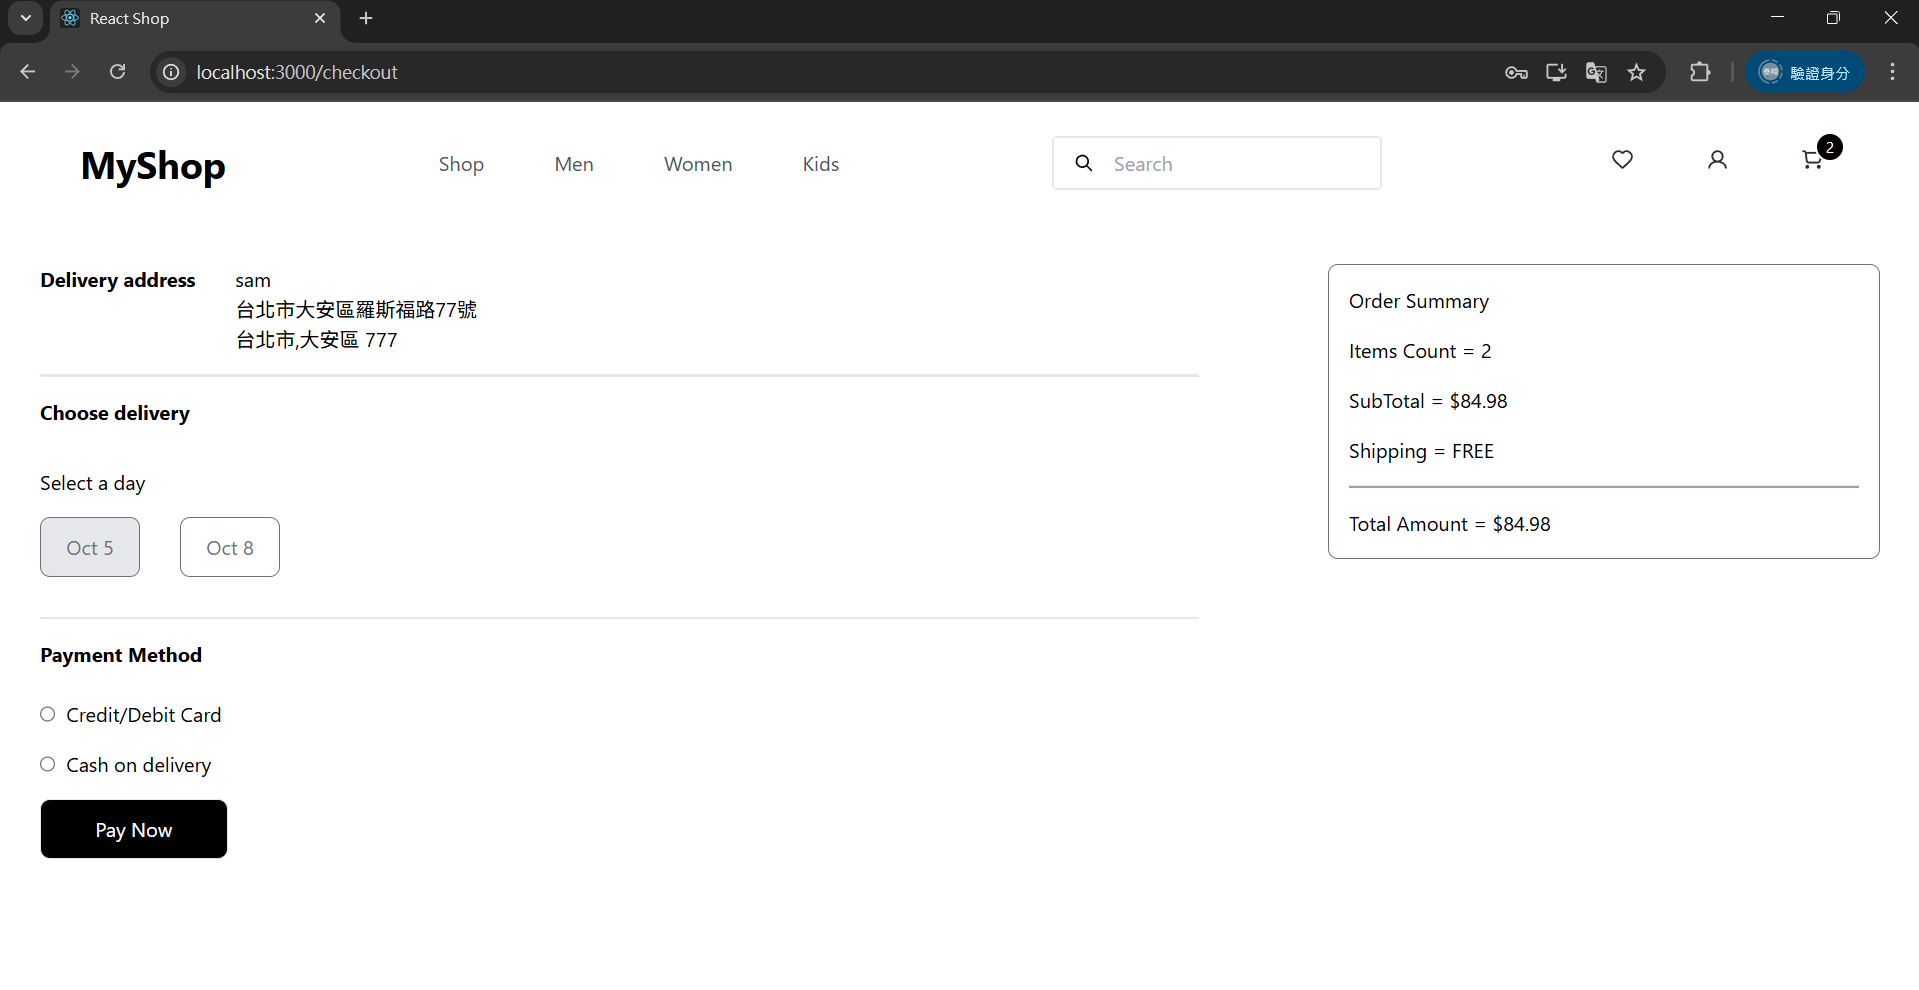 React Shop
localhost:3000/checkout
驗證身分
MyShop
Shop
Men
Women
Kids
Search
2
Delivery address
sam
台北市大安區羅斯福路77號
台北市,大安區 777
Choose delivery
Select a day
Oct 5
Oct 8
Payment Method
Credit/Debit Card
Cash on delivery
Pay Now
Order Summary
Items Count = 2
SubTotal = $84.98
Shipping = FREE
Total Amount = $84.98